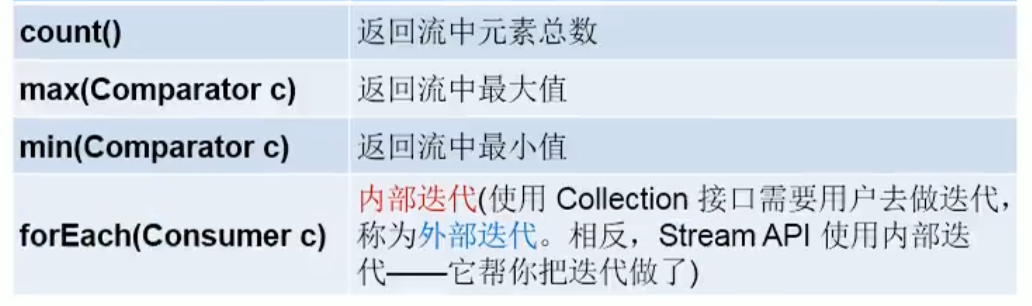 count() 返回流中元素总数
max(Comparator c) 返回流中最大值
min(Comparator c) 返回流中最小值
forEach(Consumer c) 内部迭代(使用 Collection 接口需要用户去做迭代，
称为外部迭代。相反，Stream API 使用内部迭
代——它帮你把迭代做了)